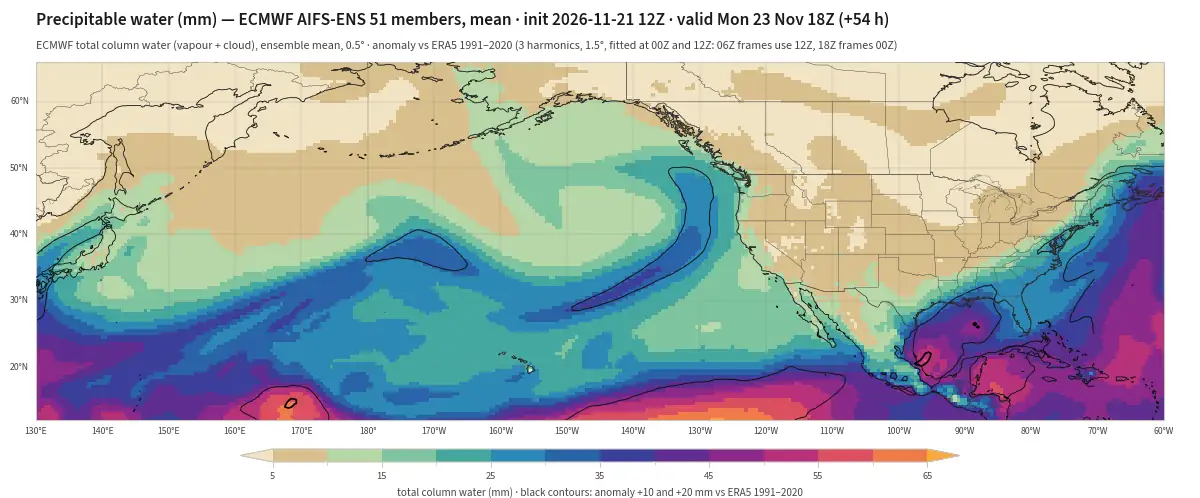 Precipitable water (mm) — ECMWF AIFS-ENS 51 members, mean · init 2026-11-21 12Z · valid Mon 23 Nov 18Z (+54 h)
ECMWF total column water (vapour + cloud), ensemble mean, 0.5° · anomaly vs ERA5 1991–2020 (3 harmonics, 1.5°, fitted at 00Z and 12Z: 06Z frames use 12Z, 18Z frames 00Z)
60°N
50°N
40°N
30°N
20°N
130°E 140°E 150°E 160°E 170°E 180° 170°W 160°W 150°W 140°W 130°W 120°W 110°W 100°W 90°W 80°W 70°W 60°W
5 15 25 35 45 55 65
total column water (mm) · black contours: anomaly +10 and +20 mm vs ERA5 1991–2020